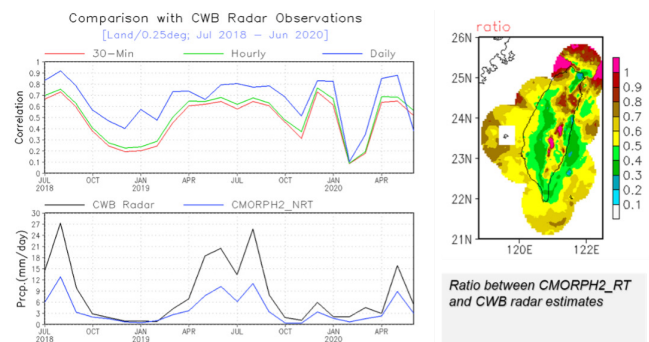 Comparison with CWB Radar Observations
[Land/0.25deg; Jul 2018 – Jun 2020]
30-Min Hourly Daily
Correlation
1
0.9
0.8
0.7
0.6
0.5
0.4
0.3
0.2
0.1
0
JUL OCT JAN APR JUL OCT JAN APR
2018 2019 2020
CWB Radar CMORPH2_NRT
Prcp.(mm/day)
30
27
24
21
18
15
12
9
6
3
0
JUL OCT JAN APR JUL OCT JAN APR
2018 2019 2020
ratio
26N
25N
24N
23N
22N
21N
120E 122E
1
0.9
0.8
0.7
0.6
0.5
0.4
0.3
0.2
0.1
Ratio between CMORPH2_RT
and CWB radar estimates